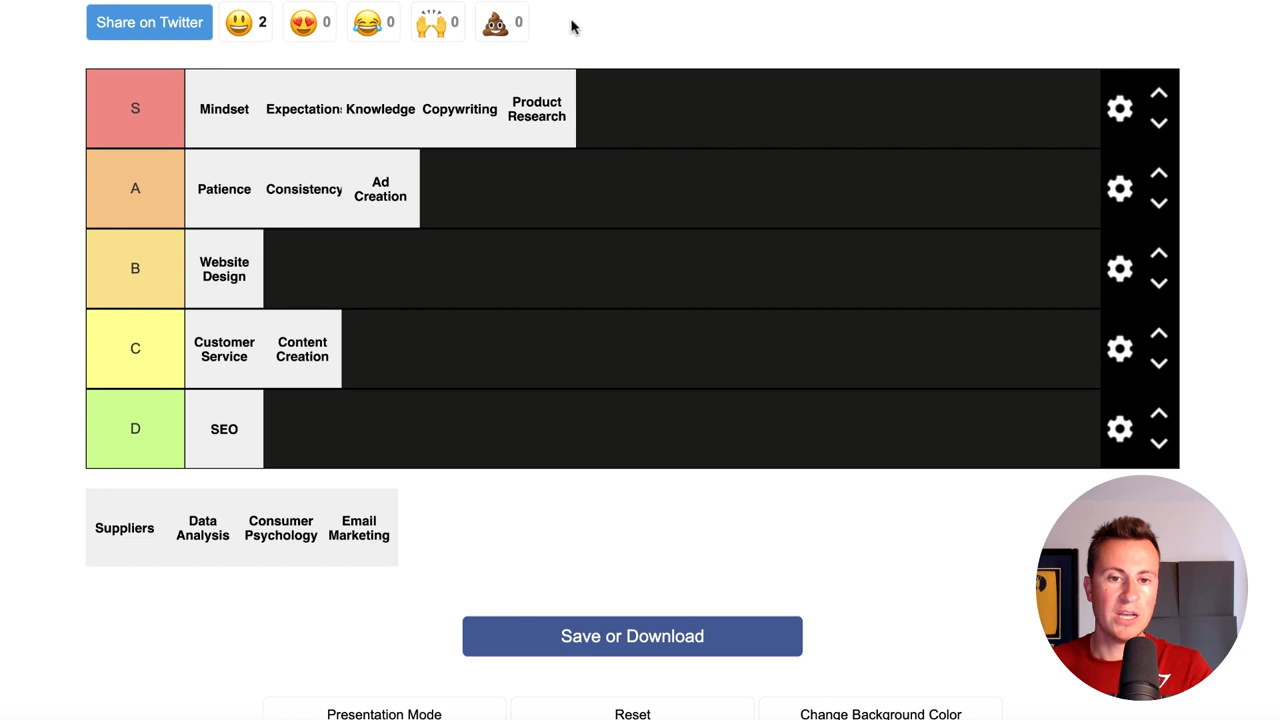 Share on Twitter 2 0 0 0 0
S Mindset Expectations Knowledge Copywriting Product
Research
A Patience Consistency Ad
Creation
B Website
Design
C Customer
Service
Content
Creation
D SEO
Suppliers
Data
Analysis
Consumer
Psychology
Email
Marketing
Save or Download
Presentation Mode Reset Change Background Color